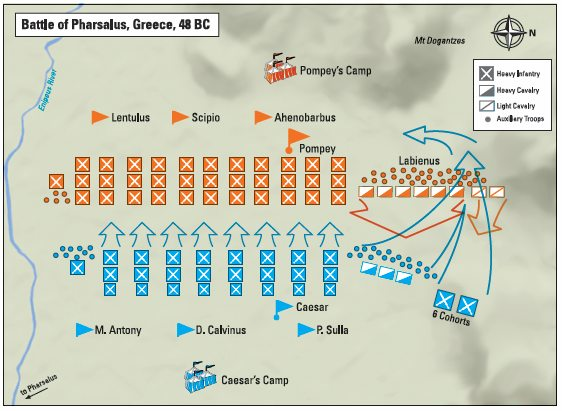 Battle of Pharsalus, Greece, 48 BC
Mt Dogantzes
N
Enipeus River
Pompey's Camp
Heavy Infantry
Heavy Cavalry
Light Cavalry
Auxiliary Troops
Lentulus
Scipio
Ahenobarbus
Pompey
Labienus
Caesar
6 Cohorts
M. Antony
D. Calvinus
P. Sulla
Caesar's Camp
to Pharsalus